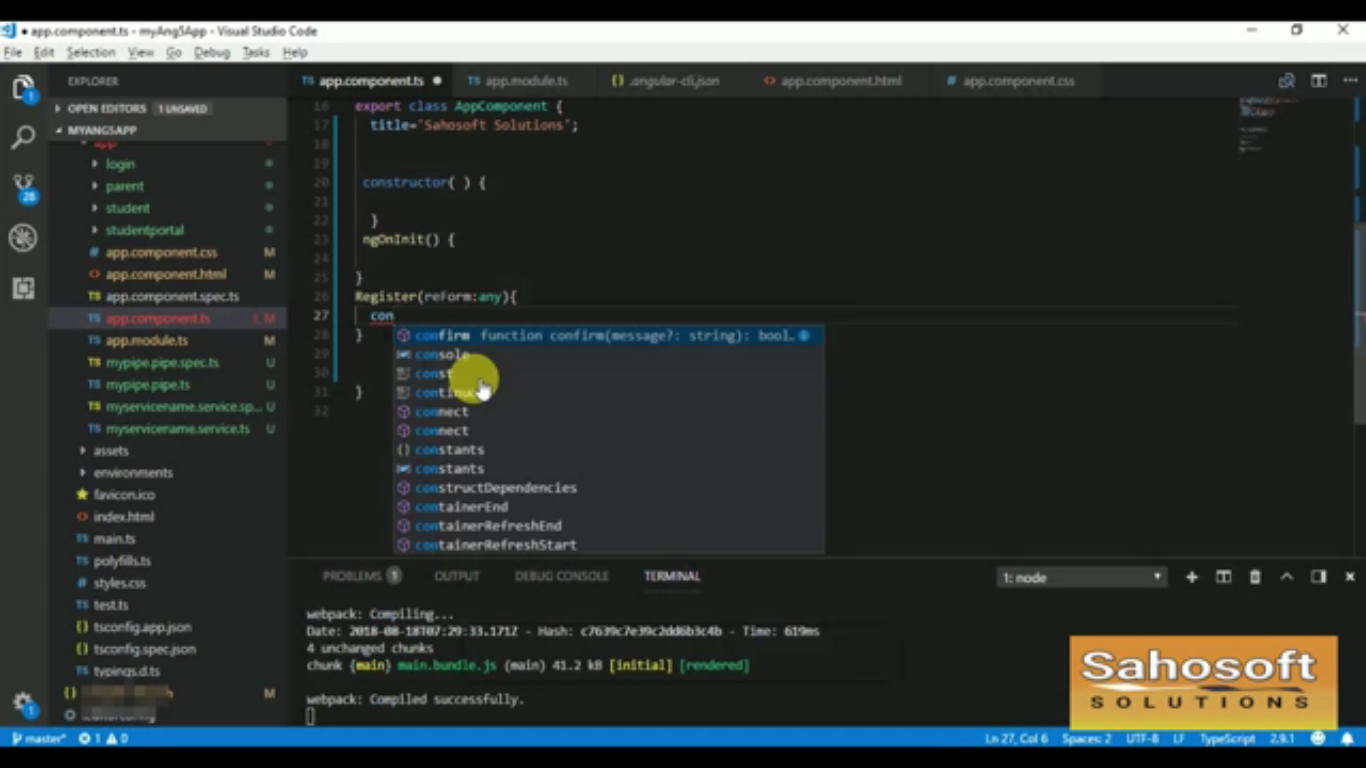 app.component.ts - myAng5App - Visual Studio Code
File Edit Selection View Go Debug Tasks Help
EXPLORER
OPEN EDITORS 1 UNSAVED
MYANG5APP
app
login
parent
student
studentportal
app.component.css M
app.component.html M
app.component.spec.ts
app.component.ts 1, M
app.module.ts M
mypipe.pipe.spec.ts U
mypipe.pipe.ts U
myservicename.service.sp... U
myservicename.service.ts U
assets
environments
favicon.ico
index.html
main.ts
polyfills.ts
styles.css
test.ts
tsconfig.app.json
tsconfig.spec.json
typings.d.ts
M
TS app.component.ts TS app.module.ts {} .angular-cli.json <> app.component.html # app.component.css
16 export class AppComponent {
17 title='Sahosoft Solutions';
18
19
20 constructor( ) {
21
22 }
23 ngOnInit() {
24
25 }
26 Register(reform:any){
27 con
28 }
29
30
31 }
32
confirm function confirm(message?: string): bool...
console
const
continue
connect
connect
constants
constants
constructDependencies
containerEnd
containerRefreshEnd
containerRefreshStart
PROBLEMS 1 OUTPUT DEBUG CONSOLE TERMINAL 1: node
webpack: Compiling...
Date: 2018-08-18T07:29:33.171Z - Hash: c7639c7e39c2dd6b3c4b - Time: 619ms
4 unchanged chunks
chunk {main} main.bundle.js (main) 41.2 kB [initial] [rendered]
webpack: Compiled successfully.
Sahosoft
SOLUTIONS
master* 1 0 Ln 27, Col 6 Spaces: 2 UTF-8 LF TypeScript 2.9.1